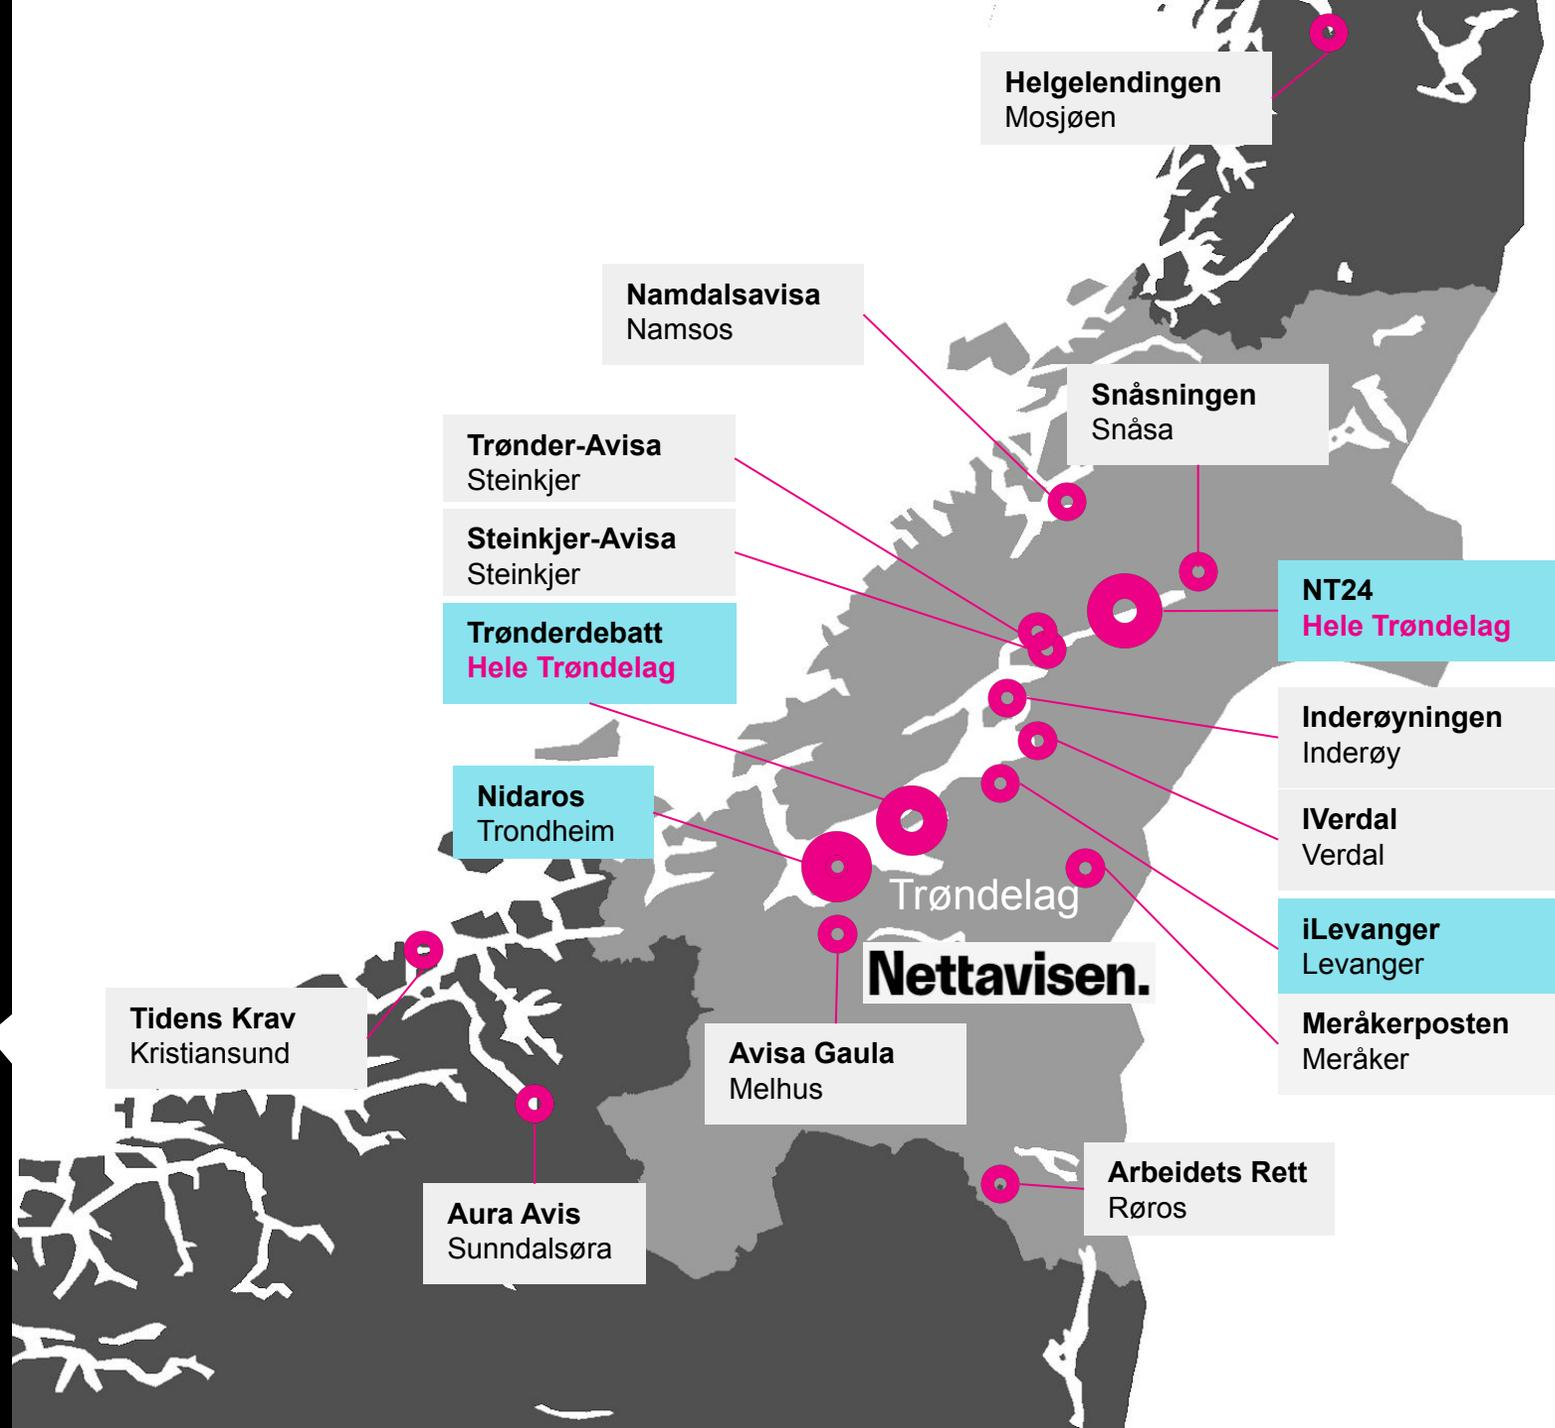 Helgelendingen
Mosjøen
Namdalsavisa
Namsos
Snåsningen
Snåsa
Trønder-Avisa
Steinkjer
Steinkjer-Avisa
Steinkjer
Trønderdebatt
Hele Trøndelag
NT24
Hele Trøndelag
Inderøyningen
Inderøy
Nidaros
Trondheim
IVerdal
Verdal
Trøndelag
iLevanger
Levanger
Nettavisen.
Meråkerposten
Meråker
Tidens Krav
Kristiansund
Avisa Gaula
Melhus
Arbeidets Rett
Røros
Aura Avis
Sunndalsøra